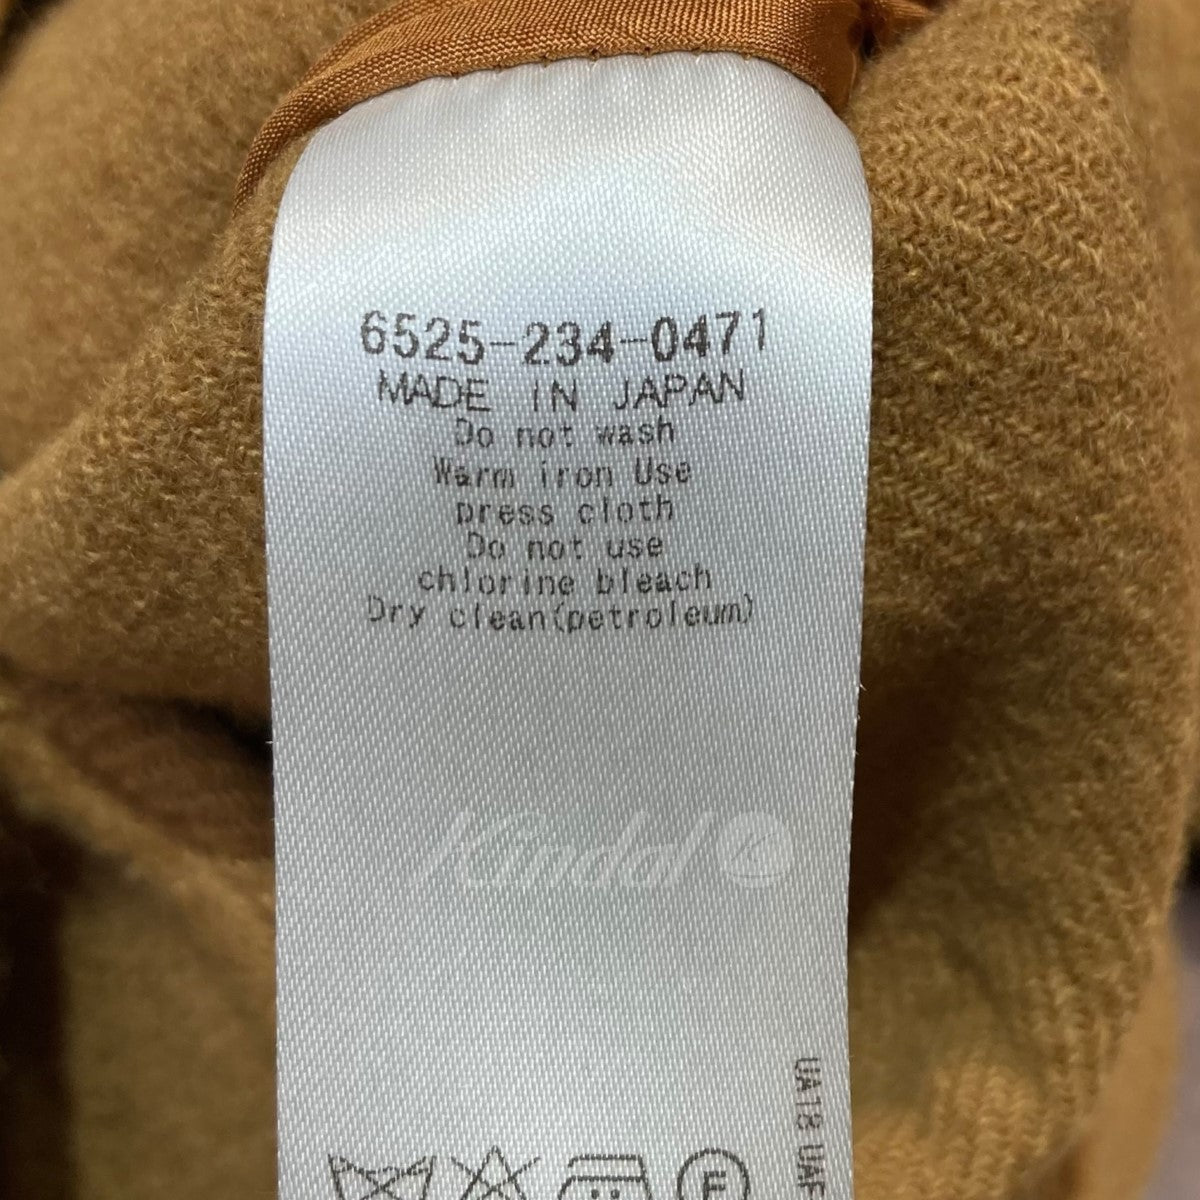 6525-234-0471
MADE IN JAPAN
Do not wash
Warm iron Use
press cloth
Do not use
chlorine bleach
Dry clean(petroleum)
Kindal K
UA18 UAF
F